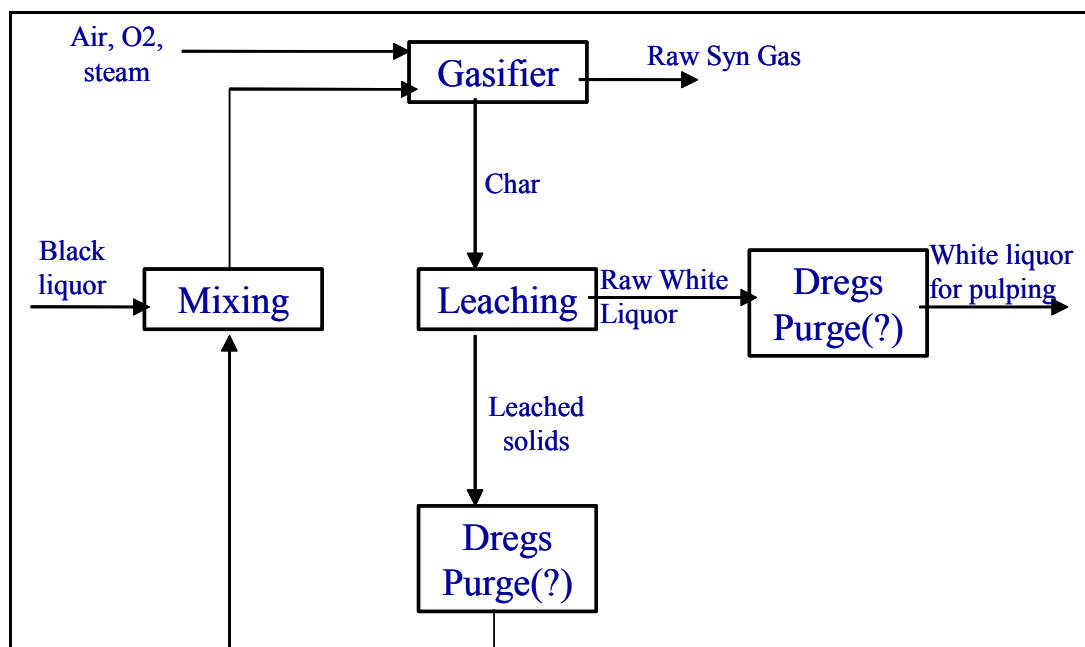 Air, O2,
steam
Gasifier
Raw Syn Gas
Char
Black
liquor
Mixing
Leaching
Raw White
Liquor
Dregs
Purge(?)
White liquor
for pulping
Leached
solids
Dregs
Purge(?)